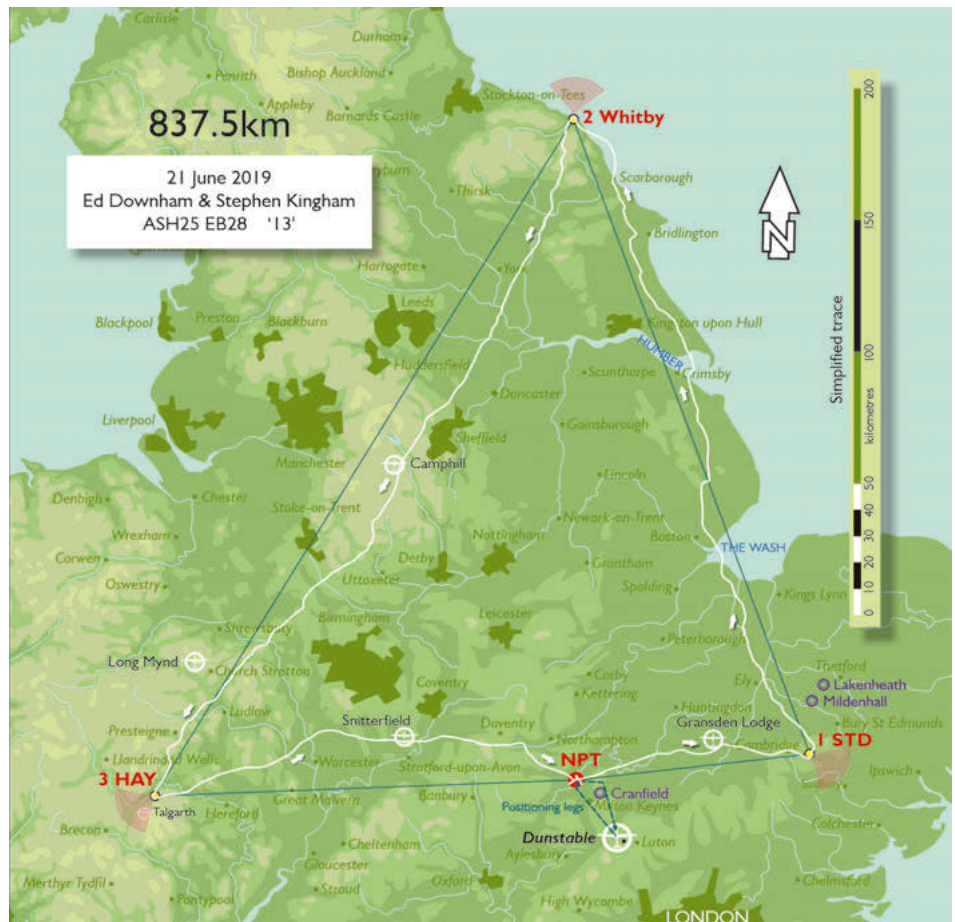 Carlisle
Durham
Penrith
Bishop Auckland
Appleby
Stockton-on-Tees
Barnards Castle
837.5km
2 Whitby
21 June 2019
Ed Downham & Stephen Kingham
ASH25 EB28 '13'
Thirsk
Scarborough
Bridlington
N
Harrogate
York
Blackpool
Preston
Blackburn
Leeds
Kingston upon Hull
Huddersfield
HUMBER
Scunthorpe
Grimsby
Doncaster
Liverpool
Manchester
Sheffield
Gainsborough
Camphill
Denbigh
Chester
Lincoln
Stoke-on-Trent
Newark-on-Trent
Wrexham
Nottingham
Boston
THE WASH
Corwen
Derby
Grantham
Oswestry
Uttoxeter
Spalding
Kings Lynn
Shrewsbury
Birmingham
Leicester
Peterborough
Long Mynd
Church Stretton
Corby
Ely
Thetford
Lakenheath
Coventry
Kettering
Mildenhall
Ludlow
Snitterfield
Huntingdon
Presteigne
Daventry
Gransden Lodge
Bury St Edmunds
Llandrindod Wells
Worcester
Stratford-upon-Avon
Northampton
Cambridge
1 STD
NPT
3 HAY
Cranfield
Sudbury
Ipswich
Talgarth
Hereford
Great Malvern
Banbury
Positioning legs
Milton Keynes
Brecon
Dunstable
Luton
Colchester
Cheltenham
Aylesbury
Gloucester
Merthyr Tydfil
Stroud
Oxford
Chelmsford
Pontypool
High Wycombe
LONDON
Simplified trace
kilometres
0 10 20 30 40 50 100 150 200